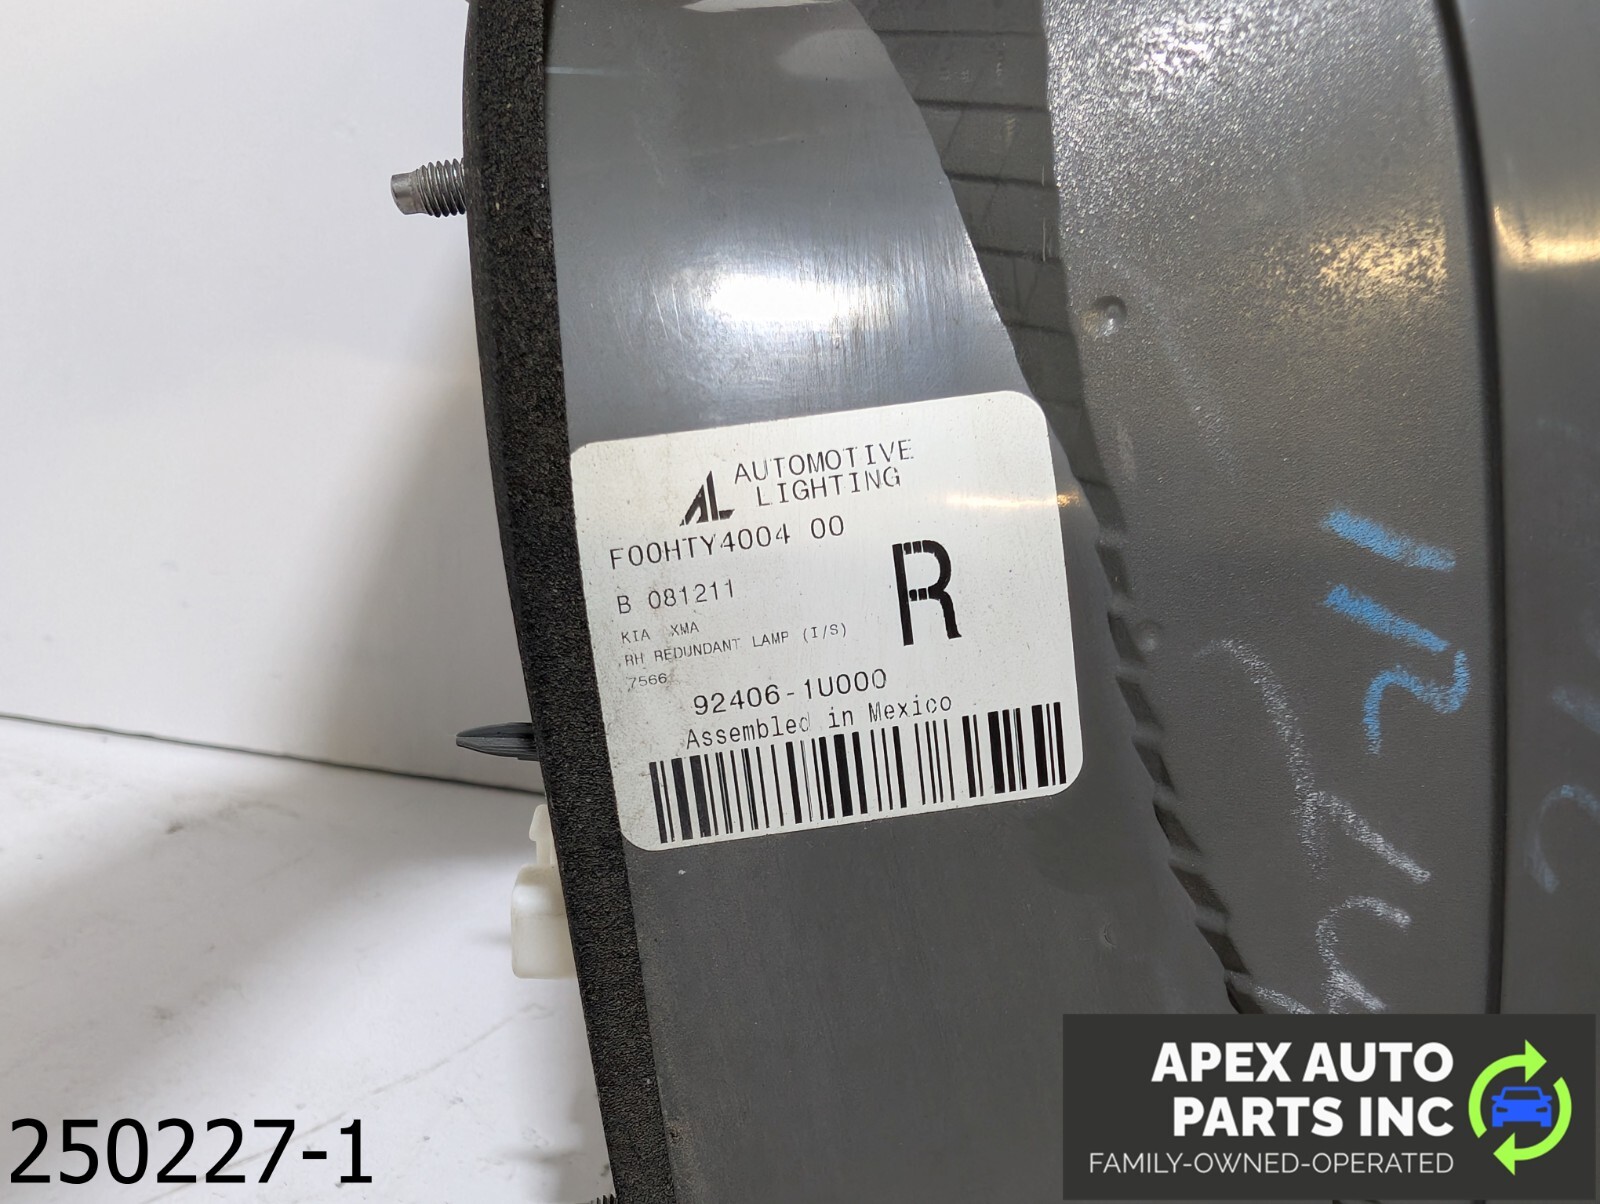 AL AUTOMOTIVE
LIGHTING
F00HTY4004 00
B 081211
R
KIA XMA
RH REDUNDANT LAMP (I/S)
7566
92406-1U000
Assembled in Mexico
250227-1
APEX AUTO
PARTS INC
FAMILY-OWNED-OPERATED